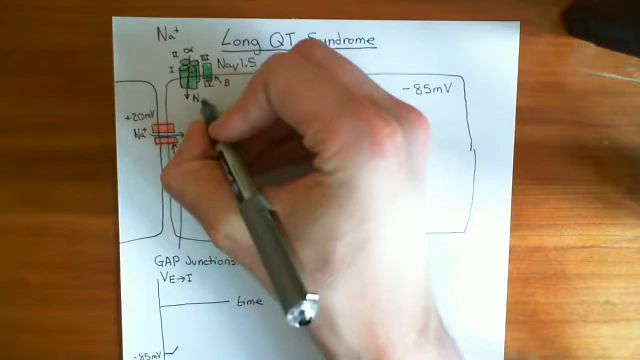 Na+
Long QT Syndrome
II α III
I
Nav1.5
IV B
N
-85mV
+20mV
Na+
GAP Junctions
VE→I
time
-85mV